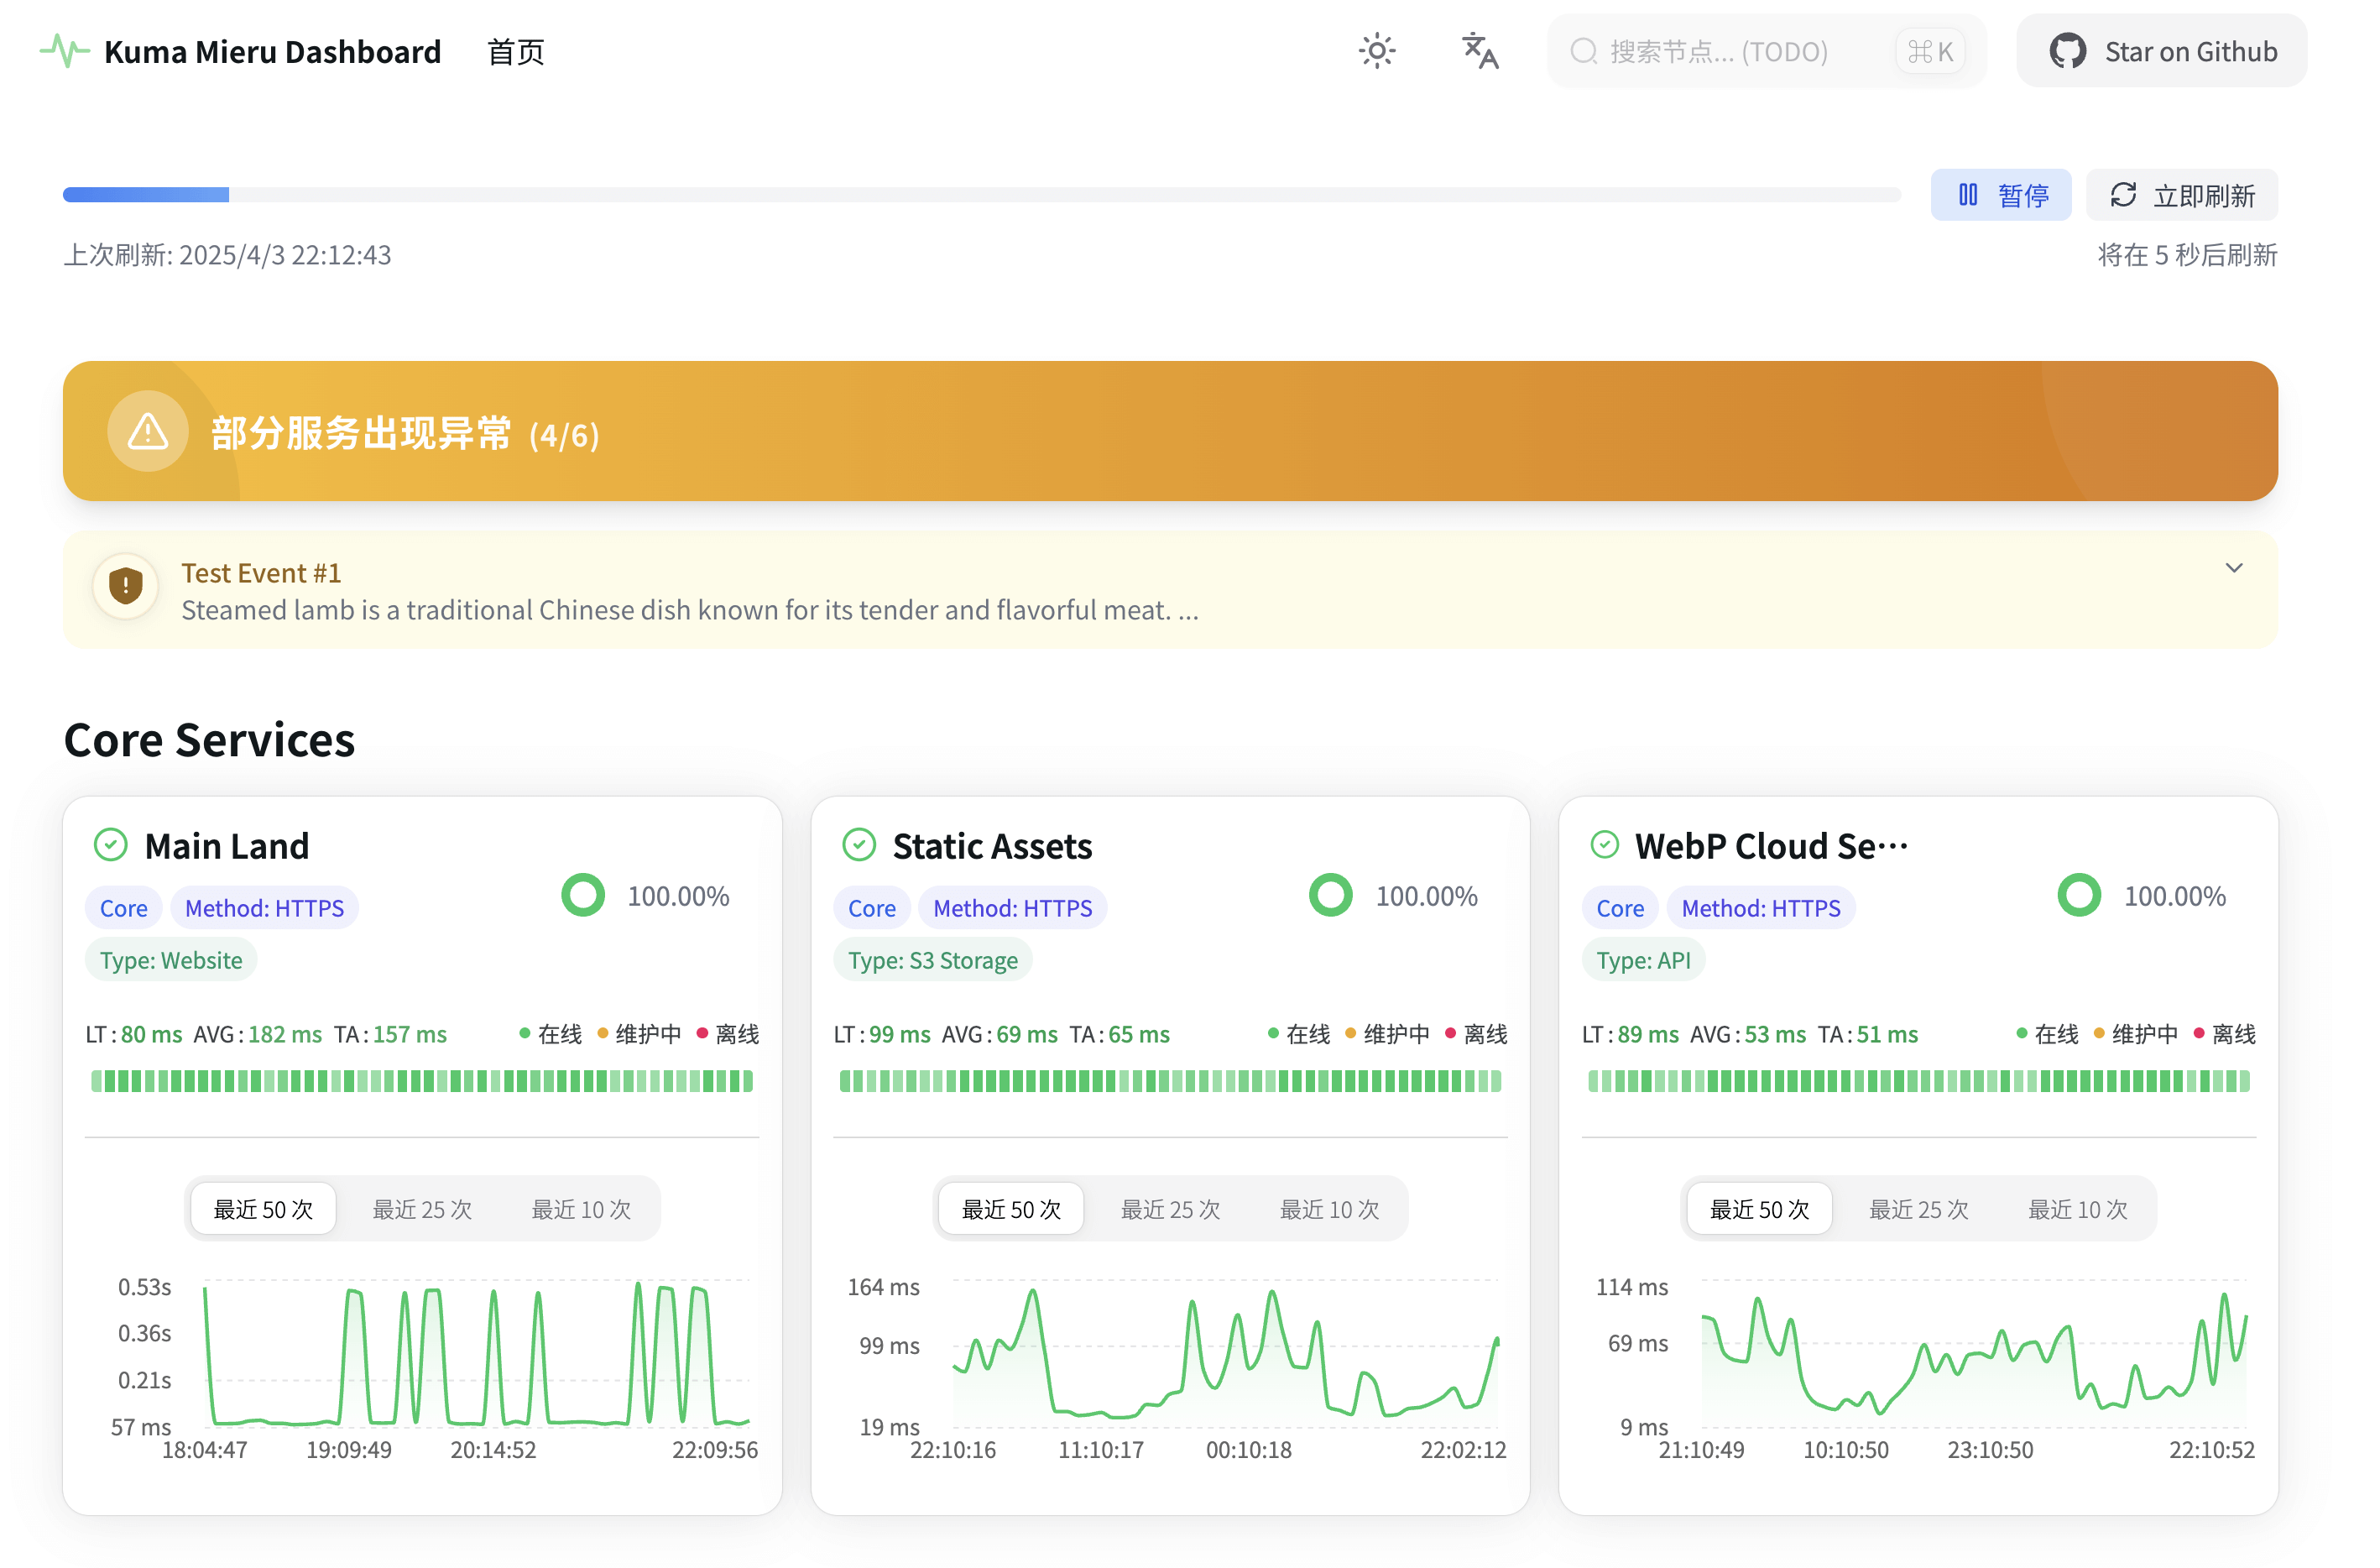 Kuma Mieru Dashboard 首页 搜索节点... (TODO) ⌘K Star on Github
暂停 立即刷新
上次刷新: 2025/4/3 22:12:43 将在 5 秒后刷新
部分服务出现异常 (4/6)
Test Event #1
Steamed lamb is a traditional Chinese dish known for its tender and flavorful meat. ...
Core Services
Main Land
100.00%
Core Method: HTTPS
Type: Website
LT : 80 ms AVG : 182 ms TA : 157 ms 在线 维护中 离线
最近 50 次 最近 25 次 最近 10 次
0.53s
0.36s
0.21s
57 ms
18:04:47 19:09:49 20:14:52 22:09:56
Static Assets
100.00%
Core Method: HTTPS
Type: S3 Storage
LT : 99 ms AVG : 69 ms TA : 65 ms 在线 维护中 离线
最近 50 次 最近 25 次 最近 10 次
164 ms
99 ms
19 ms
22:10:16 11:10:17 00:10:18 22:02:12
WebP Cloud Se…
100.00%
Core Method: HTTPS
Type: API
LT : 89 ms AVG : 53 ms TA : 51 ms 在线 维护中 离线
最近 50 次 最近 25 次 最近 10 次
114 ms
69 ms
9 ms
21:10:49 10:10:50 23:10:50 22:10:52